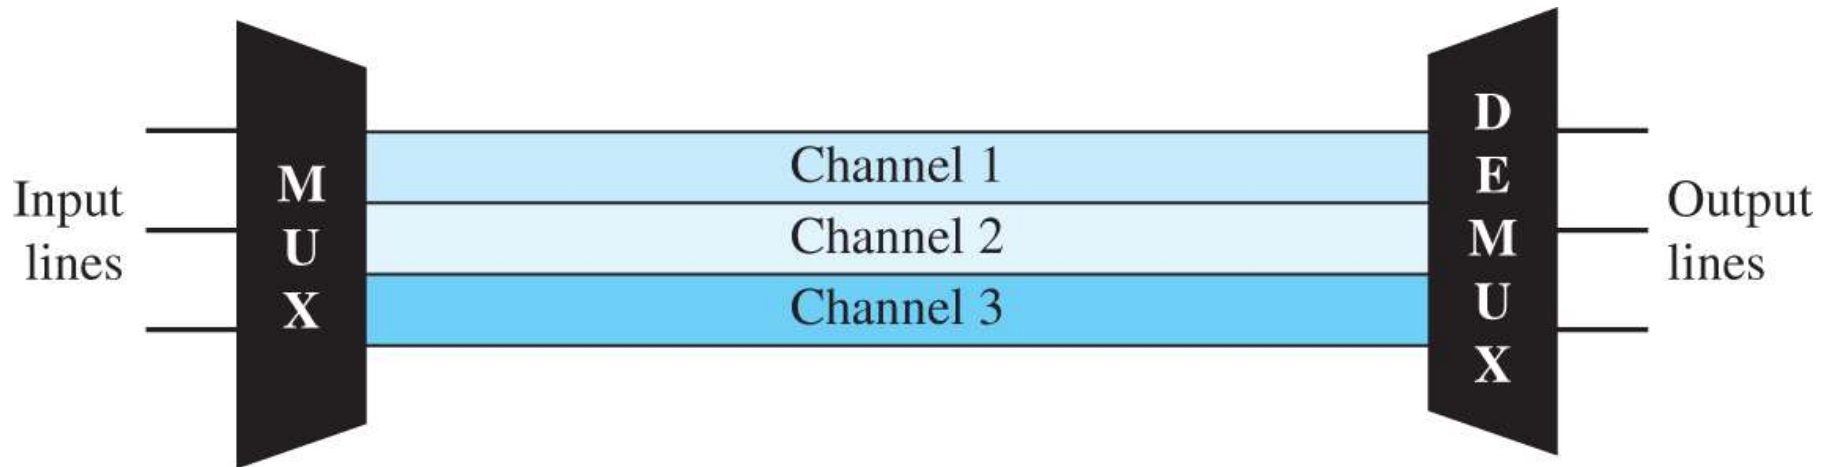 Input
lines
M
U
X
Channel 1
Channel 2
Channel 3
D
E
M
U
X
Output
lines